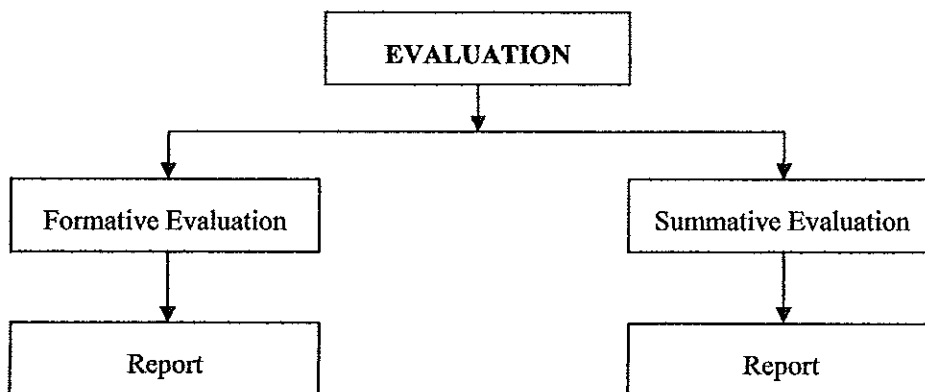 EVALUATION
Formative Evaluation
Summative Evaluation
Report
Report